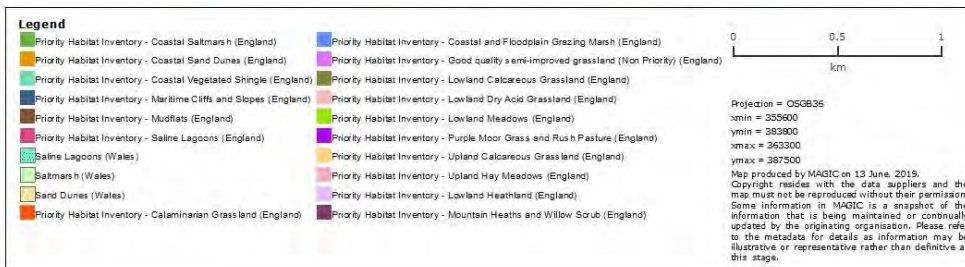 Legend
Priority Habitat Inventory - Coastal Saltmarsh (England)
Priority Habitat Inventory - Coastal Sand Dunes (England)
Priority Habitat Inventory - Coastal Vegetated Shingle (England)
Priority Habitat Inventory - Maritime Cliffs and Slopes (England)
Priority Habitat Inventory - Mudflats (England)
Priority Habitat Inventory - Saline Lagoons (England)
Saline Lagoons (Wales)
Saltmarsh (Wales)
Sand Dunes (Wales)
Priority Habitat Inventory - Calaminarian Grassland (England)
Priority Habitat Inventory - Coastal and Floodplain Grazing Marsh (England)
Priority Habitat Inventory - Good quality semi-improved grassland (Non Priority) (England)
Priority Habitat Inventory - Lowland Calcareous Grassland (England)
Priority Habitat Inventory - Lowland Dry Acid Grassland (England)
Priority Habitat Inventory - Lowland Meadows (England)
Priority Habitat Inventory - Purple Moor Grass and Rush Pasture (England)
Priority Habitat Inventory - Upland Calcareous Grassland (England)
Priority Habitat Inventory - Upland Hay Meadows (England)
Priority Habitat Inventory - Lowland Heathland (England)
Priority Habitat Inventory - Mountain Heaths and Willow Scrub (England)
0 0.5 1
km
Projection = OSGB36
xmin = 355600
ymin = 383800
xmax = 363300
ymax = 387500
Map produced by MAGIC on 13 June, 2019.
Copyright resides with the data suppliers and the
map must not be reproduced without their permission
Some information in MAGIC is a snapshot of the
information that is being maintained or continually
updated by the originating organisation. Please refe
to the metadata for details as information may be
illustrative or representative rather than definitive a
this stage.